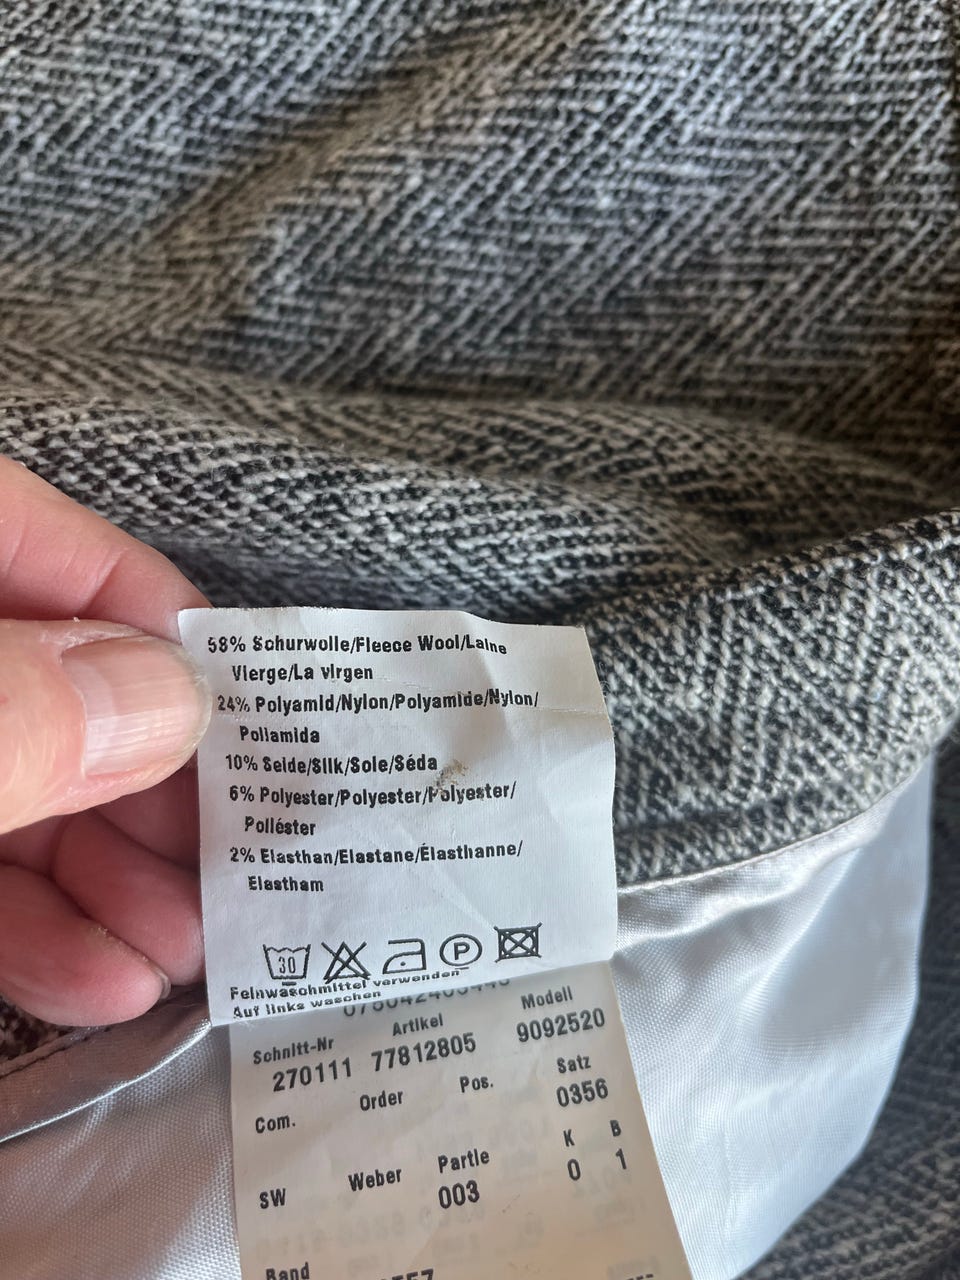 58% Schurwolle/Fleece Wool/Laine
Vierge/La virgen
24% Polyamid/Nylon/Polyamide/Nylon/
Poliamida
10% Seide/Silk/Soie/Séda
6% Polyester/Polyester/Polyester/
Poliéster
2% Elasthan/Elastane/Élasthanne/
Elastham
30 P
Feinwaschmittel verwenden
Auf links waschen
Schnitt-Nr Artikel Modell
270111 77812805 9092520
Com. Order Pos. Satz
0356
SW Weber Partie K B
003 0 1
Band